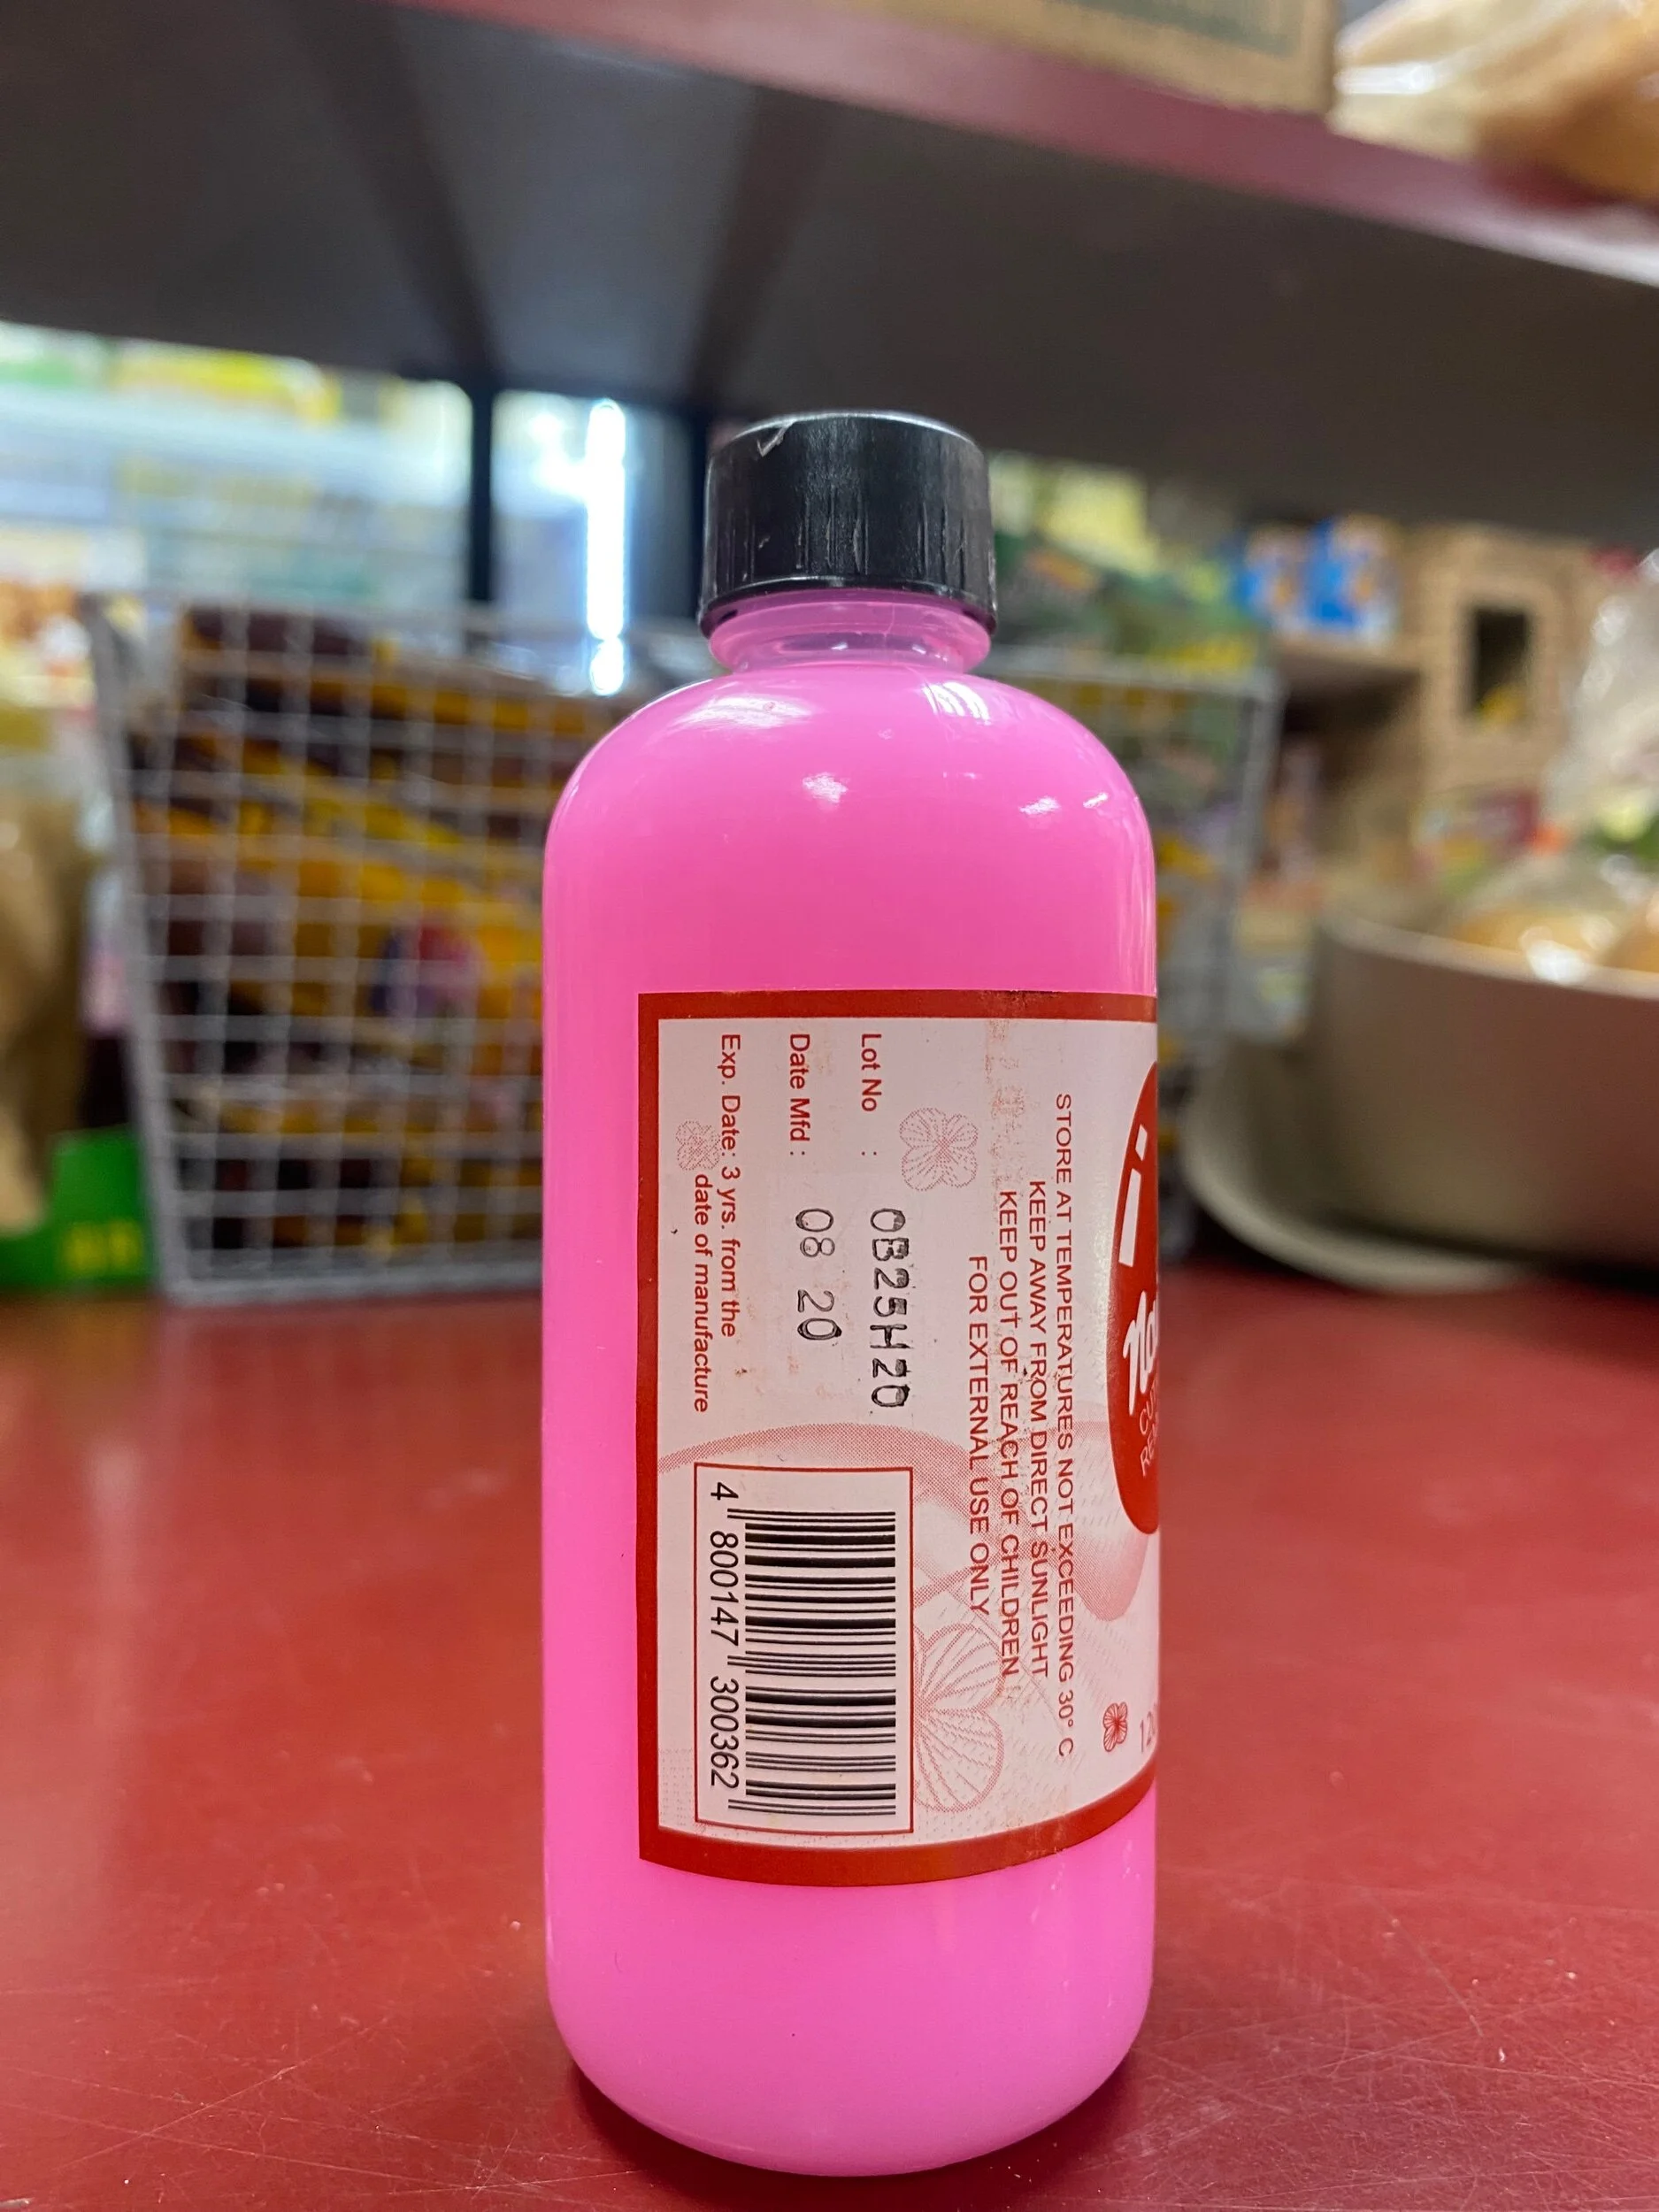 STORE AT TEMPERATURES NOT EXCEEDING 30° C
KEEP AWAY FROM DIRECT SUNLIGHT
KEEP OUT OF REACH OF CHILDREN
FOR EXTERNAL USE ONLY
Lot No : 0B25H20
Date Mfd : 08 20
Exp. Date: 3 yrs. from the
date of manufacture
4 800147 300362